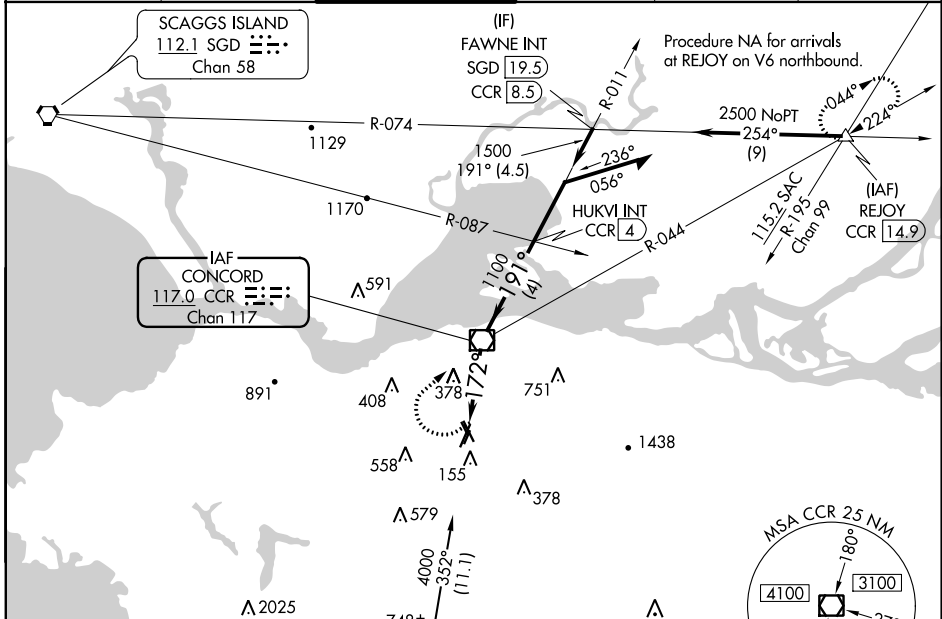 SCAGGS ISLAND
112.1 SGD
Chan 58
(IF)
FAWNE INT
SGD 19.5
CCR 8.5
Procedure NA for arrivals
at REJOY on V6 northbound.
R-011
044°
224°
2500 NoPT
254°
(9)
R-074
1129
1500
191° (4.5)
236°
056°
(IAF)
REJOY
CCR 14.9
115.2 SAC
R-195
Chan 99
1170
R-087
HUKVI INT
CCR 4
R-044
IAF
CONCORD
117.0 CCR
Chan 117
591
1100
191°
(4)
172°
891
408
378
751
558
155
1438
378
579
4000
352°
(11.1)
MSA CCR 25 NM
180°
4100
3100
2025